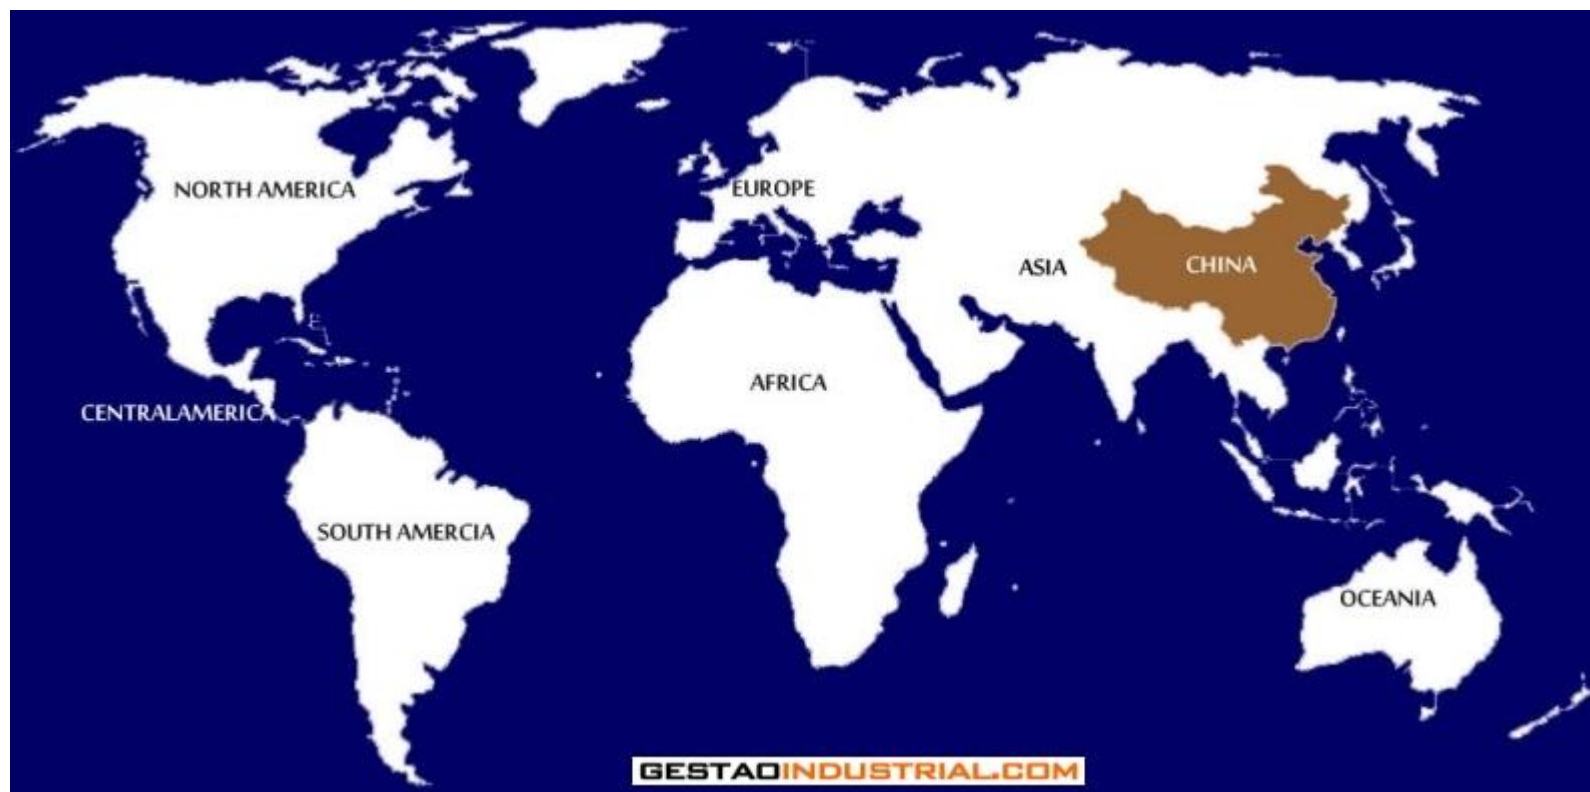 NORTH AMERICA
EUROPE
ASIA
CHINA
AFRICA
CENTRALAMERICA
SOUTH AMERCIA
OCEANIA
GESTAOINDUSTRIAL.COM